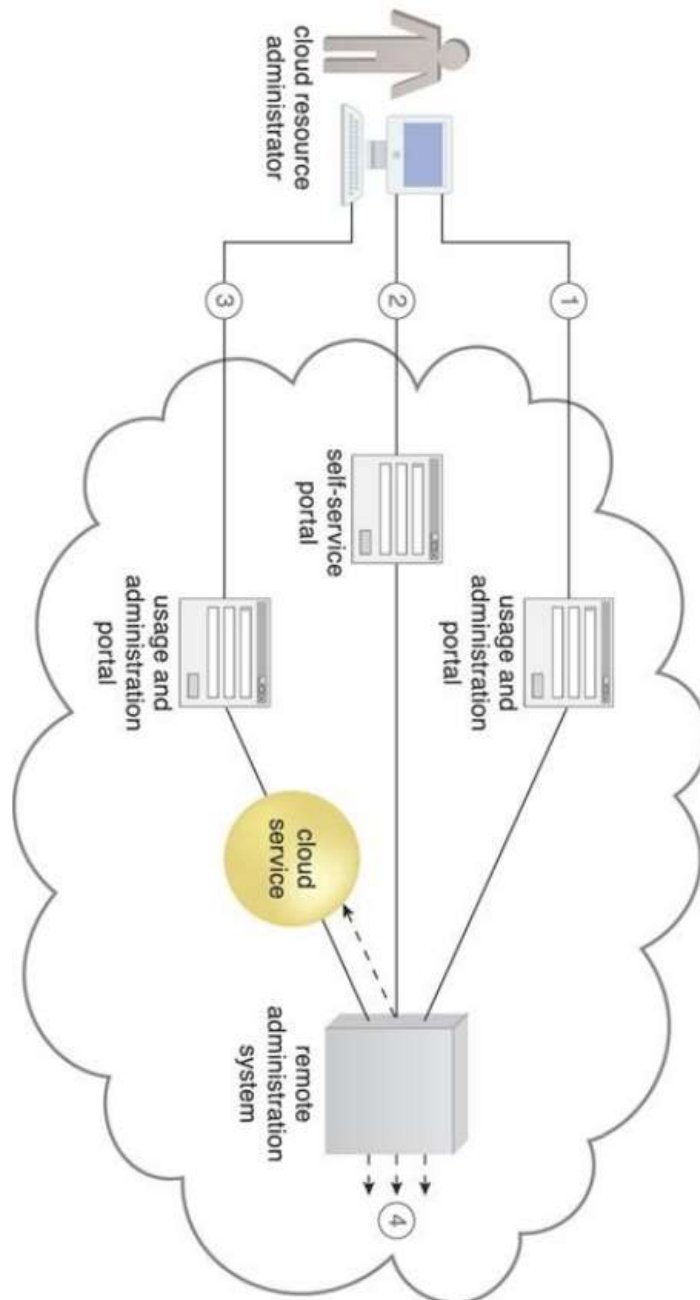 cloud resource
administrator
1
2
3
self-service
portal
usage and
administration
portal
usage and
administration
portal
cloud
service
remote
administration
system
4